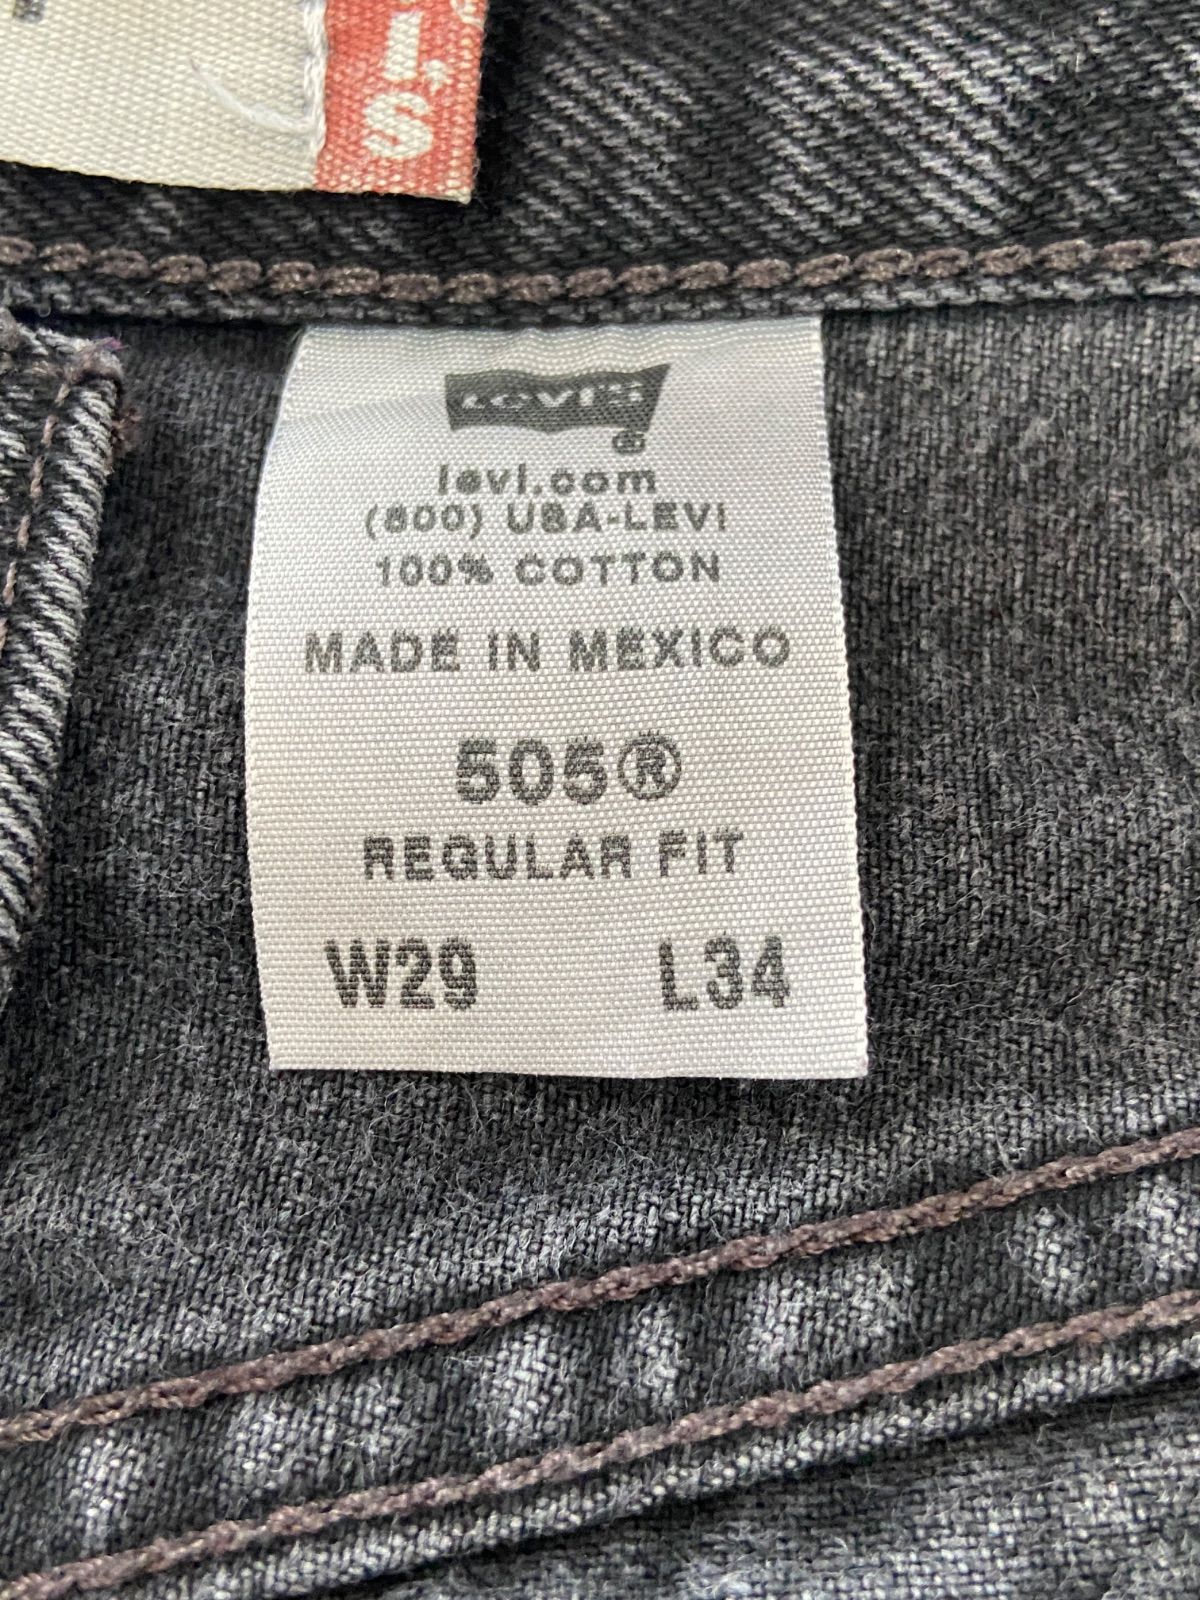 I's
LEVI'S
®
levi.com
(800) USA-LEVI
100% COTTON
MADE IN MEXICO
505®
REGULAR FIT
W29 L34